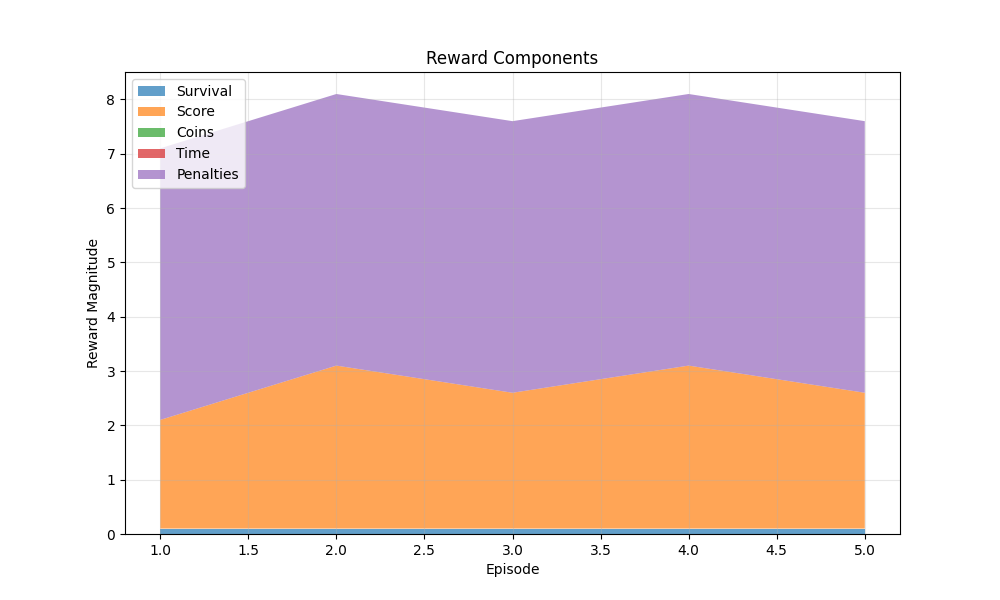 Reward Components
Survival
Score
Coins
Time
Penalties
Reward Magnitude
8
7
6
5
4
3
2
1
0
1.0 1.5 2.0 2.5 3.0 3.5 4.0 4.5 5.0
Episode